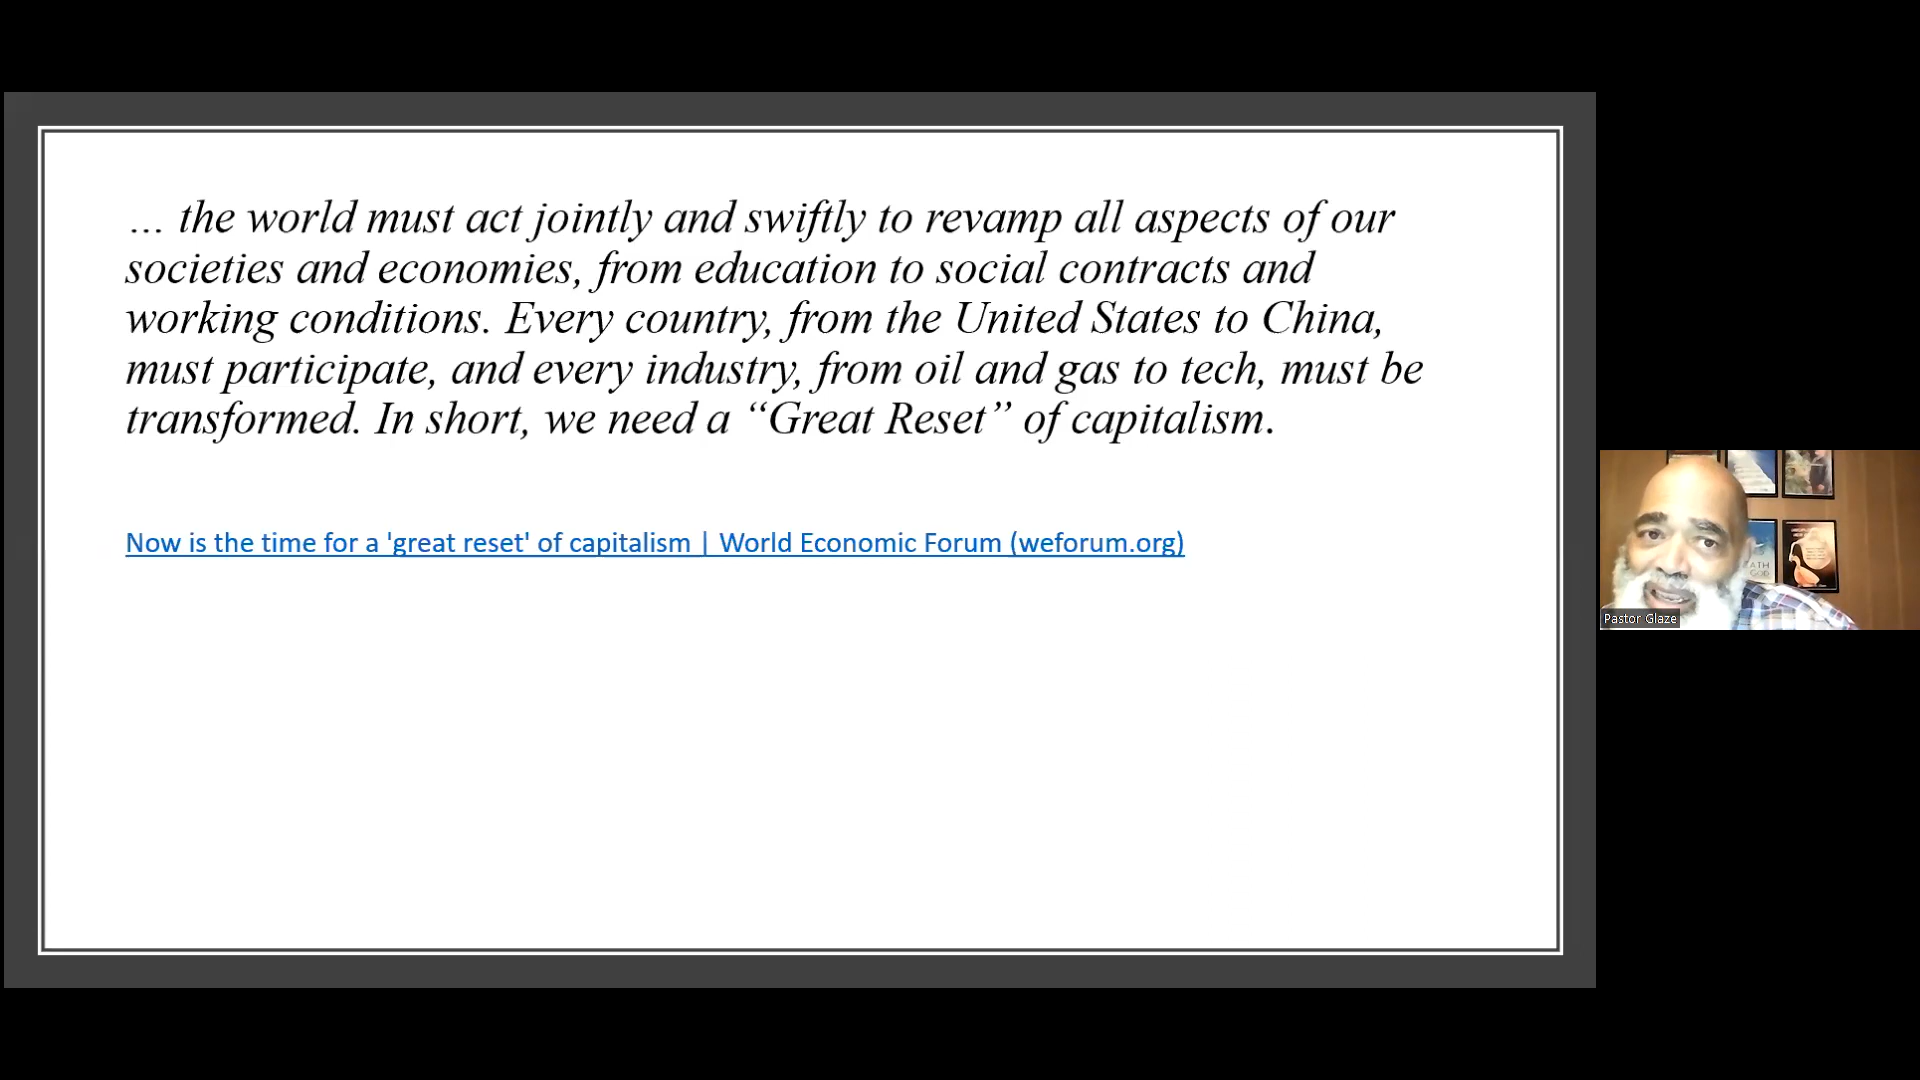 ... the world must act jointly and swiftly to revamp all aspects of our
societies and economies, from education to social contracts and
working conditions. Every country, from the United States to China,
must participate, and every industry, from oil and gas to tech, must be
transformed. In short, we need a “Great Reset” of capitalism.
Now is the time for a 'great reset' of capitalism | World Economic Forum (weforum.org)
Pastor Glaze